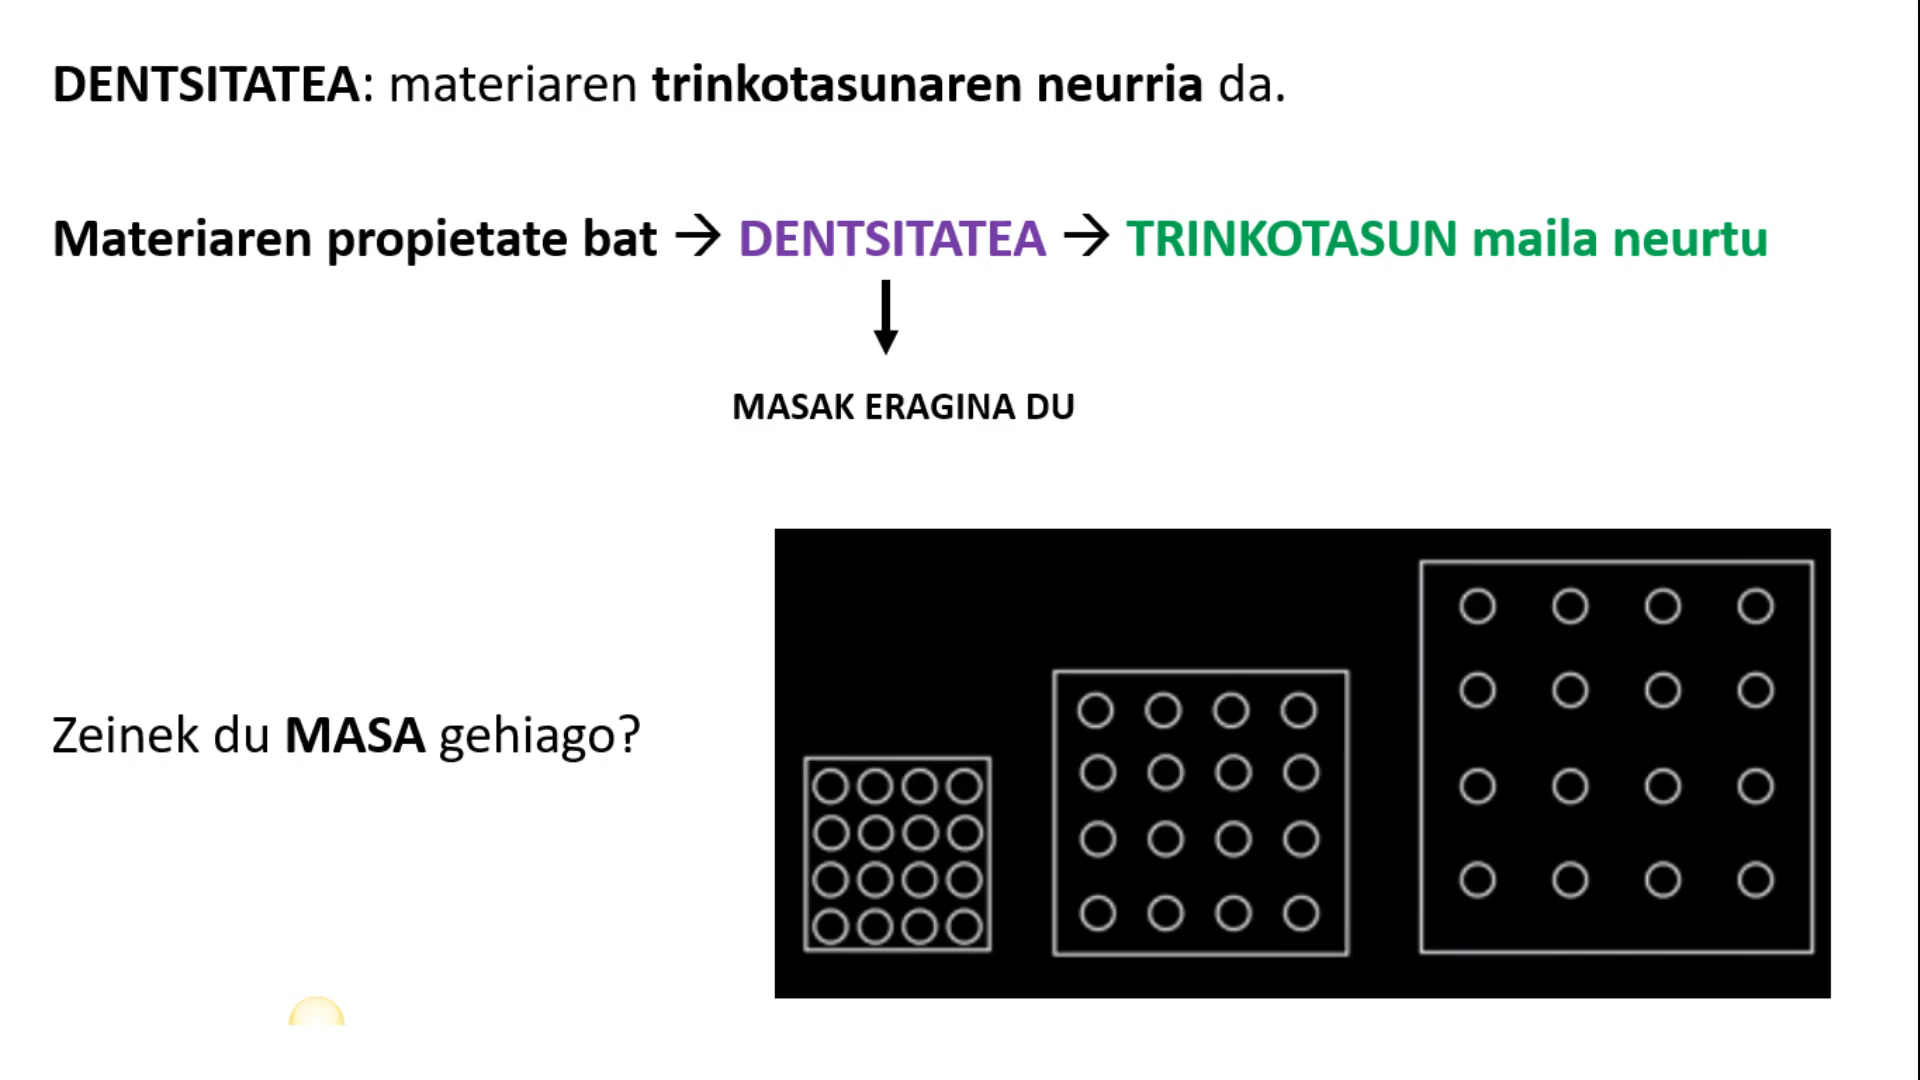 DENTSITATEA: materiaren trinkotasunaren neurria da.
Materiaren propietate bat → DENTSITATEA → TRINKOTASUN maila neurtu
MASAK ERAGINA DU
Zeinek du MASA gehiago?